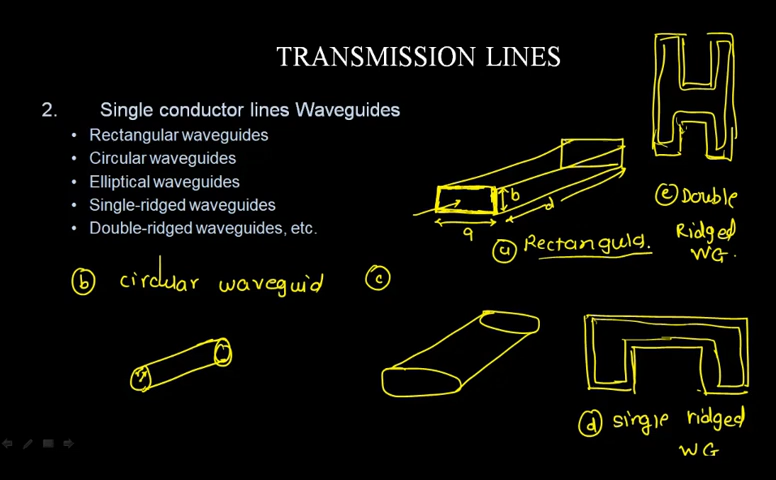 TRANSMISSION LINES
2. Single conductor lines Waveguides
• Rectangular waveguides
• Circular waveguides
• Elliptical waveguides
• Single-ridged waveguides
• Double-ridged waveguides, etc.
b
d
a
(a) Rectangula.
(e) Double
Ridged
WG.
(b) circular waveguid
(c)
(d) single ridged
WG